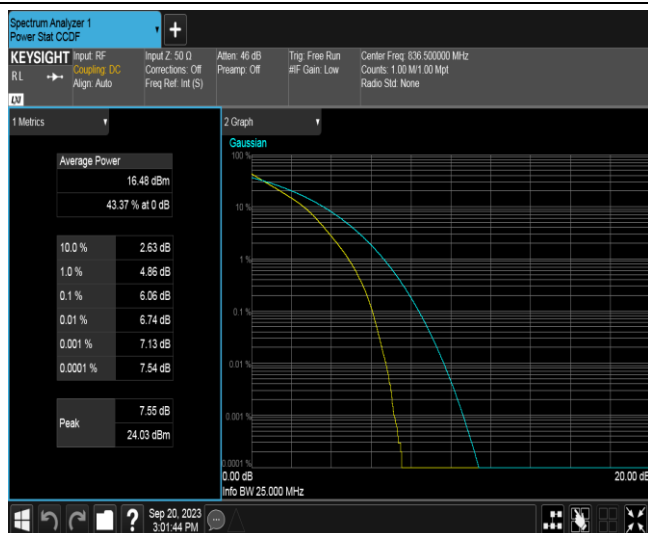 Spectrum Analyzer 1
Power Stat CCDF
+
KEYSIGHT
RL
LXI
Input: RF
Coupling: DC
Align: Auto
Input Z: 50 Ω
Corrections: Off
Freq Ref: Int (S)
Atten: 46 dB
Preamp: Off
Trig: Free Run
#IF Gain: Low
Center Freq: 836.500000 MHz
Counts: 1.00 M/1.00 Mpt
Radio Std: None
1 Metrics
Average Power
16.48 dBm
43.37 % at 0 dB
10.0 % 2.63 dB
1.0 % 4.86 dB
0.1 % 6.06 dB
0.01 % 6.74 dB
0.001 % 7.13 dB
0.0001 % 7.54 dB
Peak
7.55 dB
24.03 dBm
2 Graph
Gaussian
100 %
10 %
1 %
0.1 %
0.01 %
0.001 %
0.0001 %
0.00 dB 20.00 dB
Info BW 25.000 MHz
?
Sep 20, 2023
3:01:44 PM